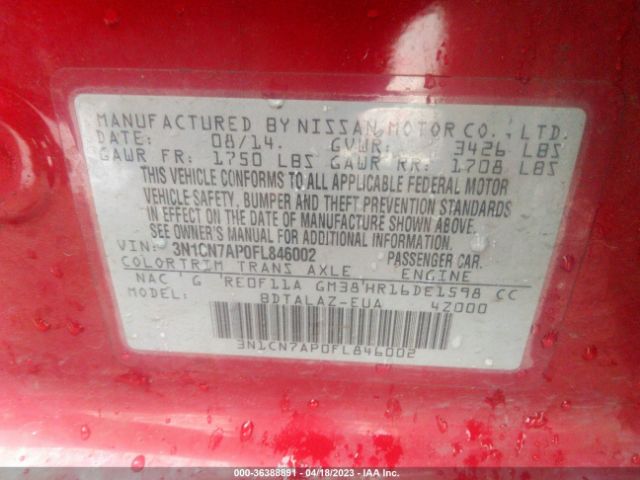 MANUFACTURED BY NISSAN MOTOR CO., LTD.
DATE: 08/14. GVWR: 3426 LBS
GAWR FR: 1750 LBS GAWR RR: 1708 LBS
THIS VEHICLE CONFORMS TO ALL APPLICABLE FEDERAL MOTOR
VEHICLE SAFETY, BUMPER AND THEFT PREVENTION STANDARDS
IN EFFECT ON THE DATE OF MANUFACTURE SHOWN ABOVE.
SEE OWNER'S MANUAL.
VIN: 3N1CN7AP0FL846002 PASSENGER CAR.
COLOR TRIM TRANS AXLE ENGINE
NAC G RE0F11A GM38 HR16DE1598 CC
MODEL: BDTALAZ-EUA 4Z000
3N1CN7AP0FL846002
000-36388891 - 04/18/2023 - IAA Inc.